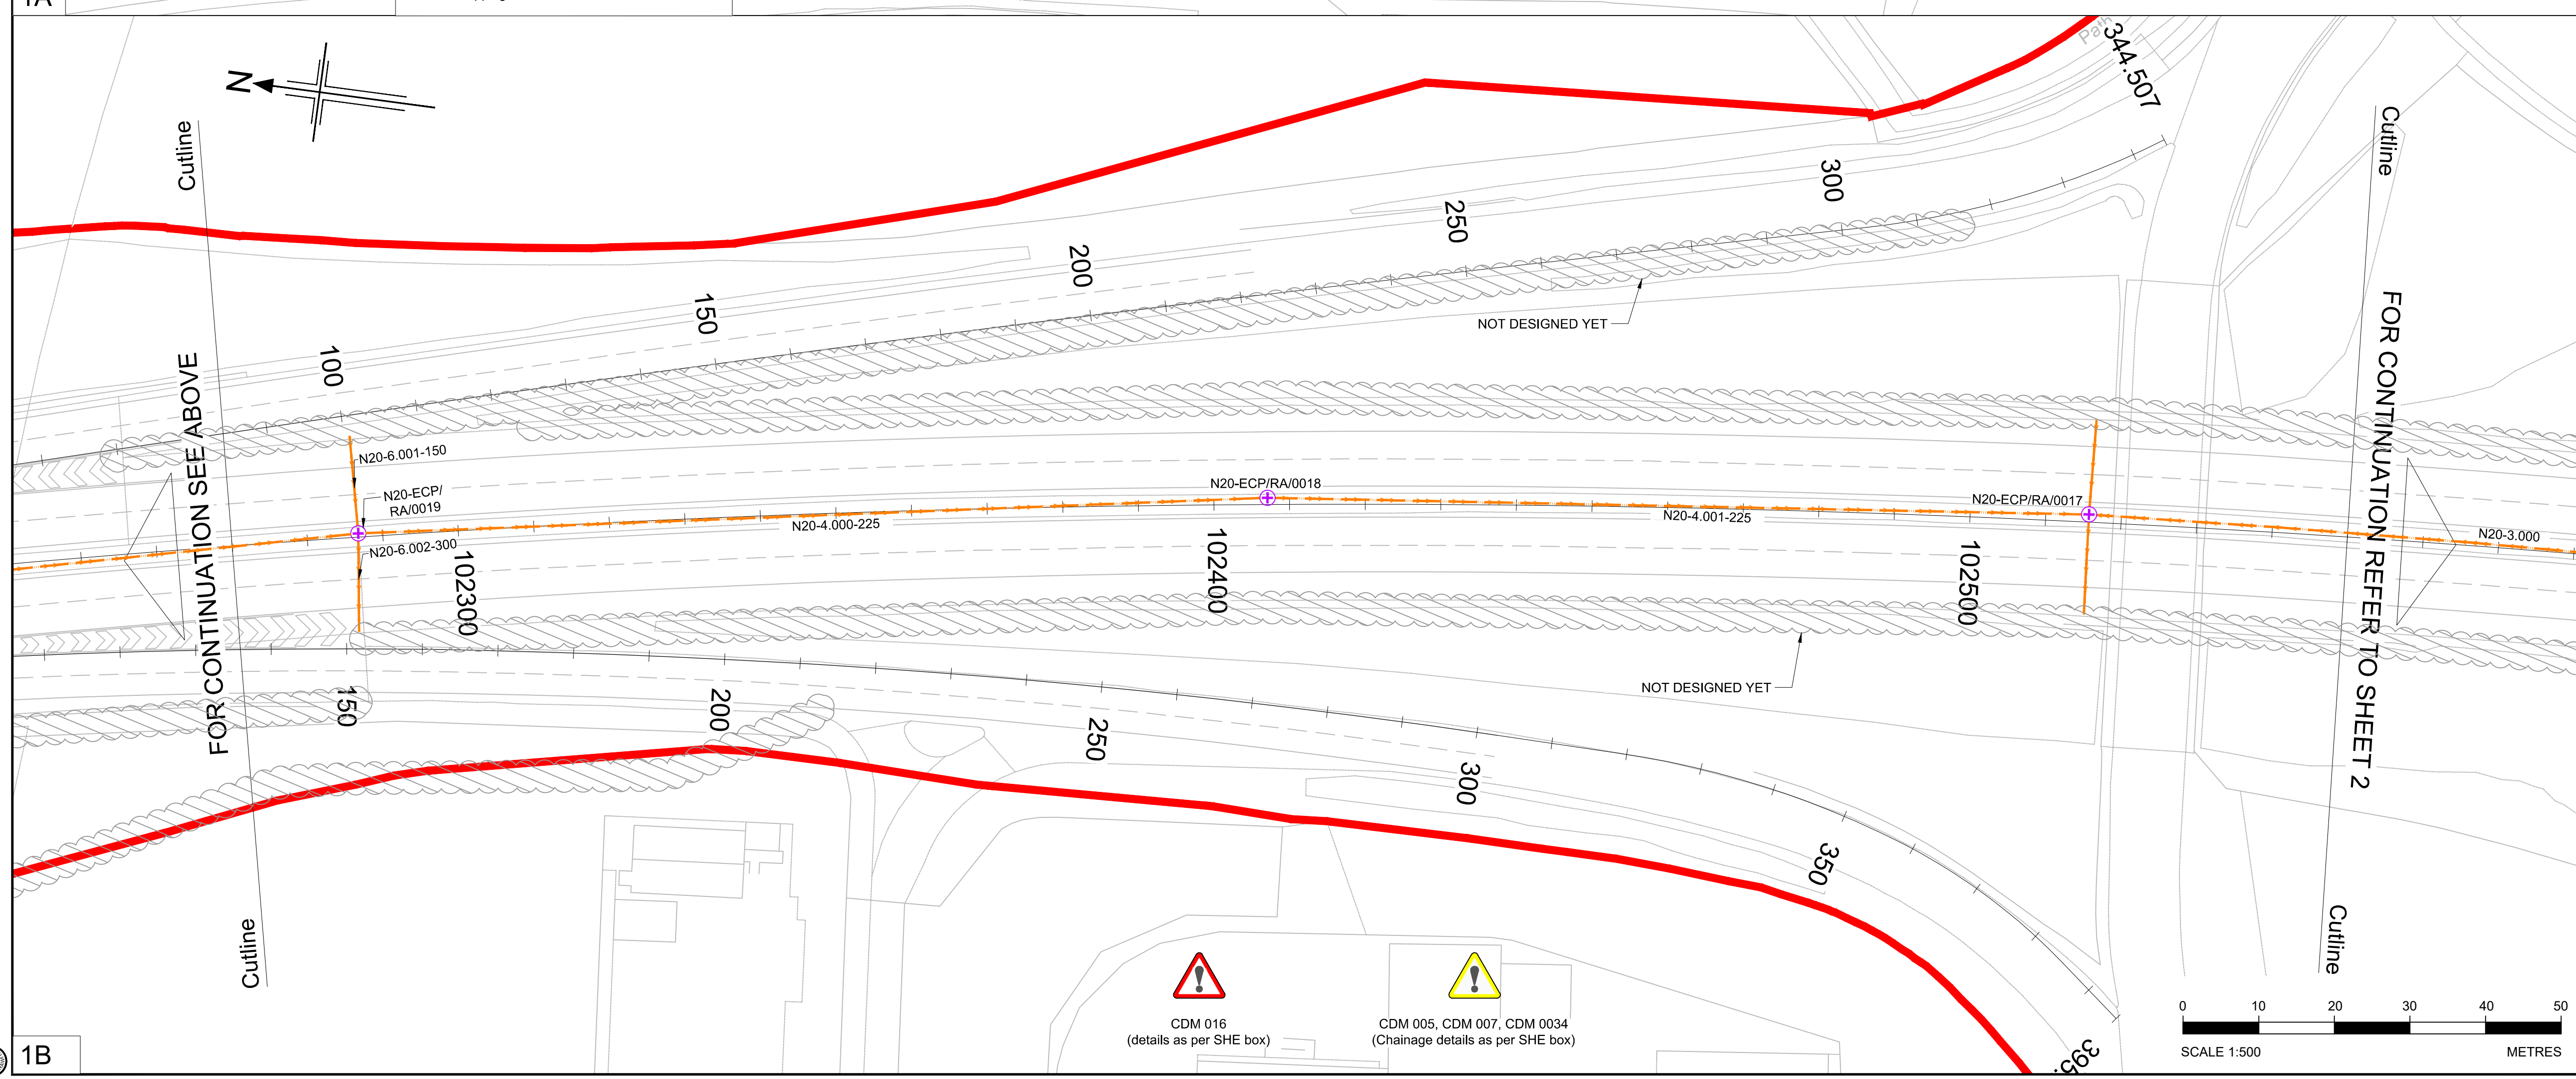 1A
N
Cutline
Cutline
Path
344.507
300
250
200
150
100
NOT DESIGNED YET
FOR CONTINUATION SEE ABOVE
FOR CONTINUATION REFER TO SHEET 2
N20-6.001-150
N20-ECP/
RA/0019
N20-6.002-300
N20-4.000-225
N20-ECP/RA/0018
N20-4.001-225
N20-ECP/RA/0017
N20-3.000
102300
102400
102500
NOT DESIGNED YET
150
200
250
300
350
395.
Cutline
Cutline
CDM 016
(details as per SHE box)
CDM 005, CDM 007, CDM 0034
(Chainage details as per SHE box)
0 10 20 30 40 50
SCALE 1:500 METRES
1B